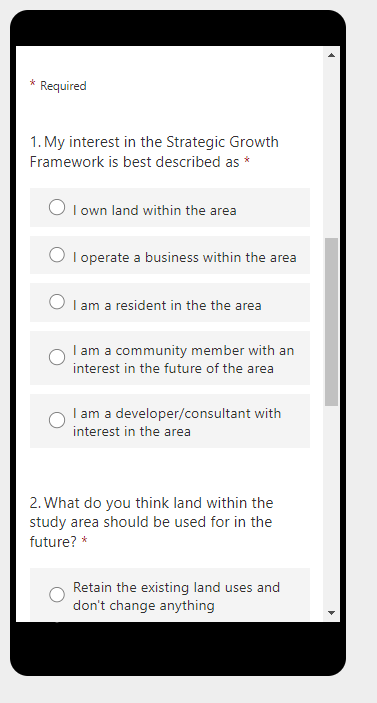 * Required
1. My interest in the Strategic Growth
Framework is best described as *
I own land within the area
I operate a business within the area
I am a resident in the the area
I am a community member with an
interest in the future of the area
I am a developer/consultant with
interest in the area
2. What do you think land within the
study area should be used for in the
future? *
Retain the existing land uses and
don't change anything